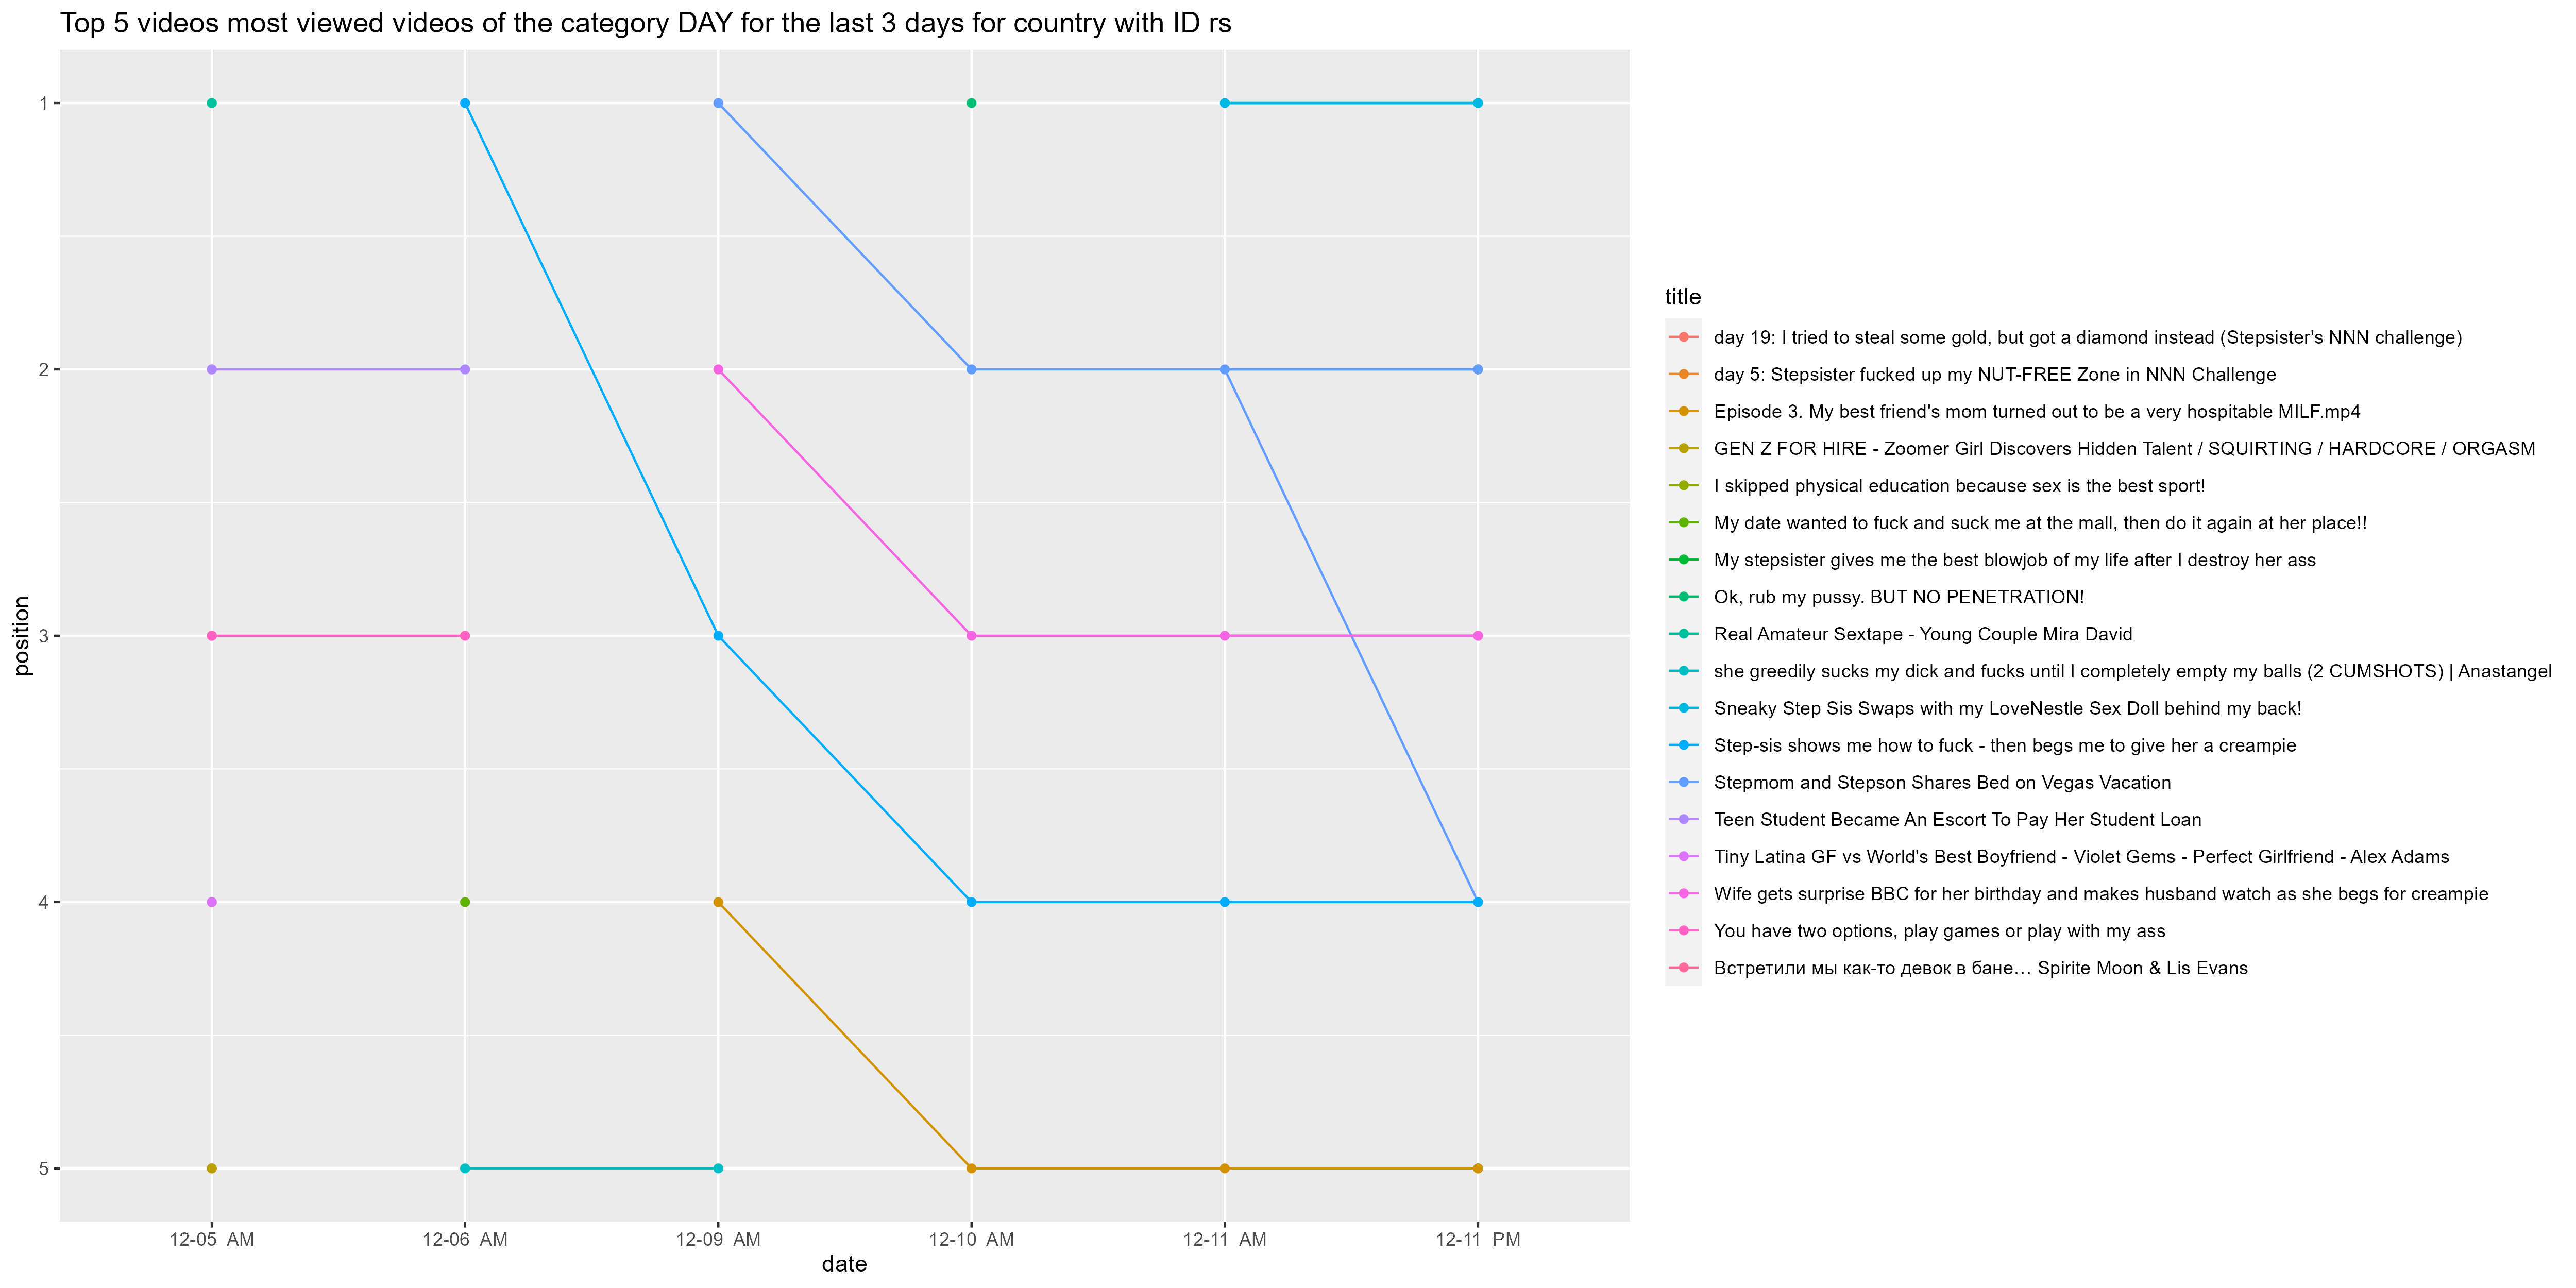 Top 5 videos most viewed videos of the category DAY for the last 3 days for country with ID rs
position
1
2
3
4
5
12-05 AM
12-06 AM
12-09 AM
12-10 AM
12-11 AM
12-11 PM
date
title
day 19: I tried to steal some gold, but got a diamond instead (Stepsister's NNN challenge)
day 5: Stepsister fucked up my NUT-FREE Zone in NNN Challenge
Episode 3. My best friend's mom turned out to be a very hospitable MILF.mp4
GEN Z FOR HIRE - Zoomer Girl Discovers Hidden Talent / SQUIRTING / HARDCORE / ORGASM
I skipped physical education because sex is the best sport!
My date wanted to fuck and suck me at the mall, then do it again at her place!!
My stepsister gives me the best blowjob of my life after I destroy her ass
Ok, rub my pussy. BUT NO PENETRATION!
Real Amateur Sextape - Young Couple Mira David
she greedily sucks my dick and fucks until I completely empty my balls (2 CUMSHOTS) | Anastangel
Sneaky Step Sis Swaps with my LoveNestle Sex Doll behind my back!
Step-sis shows me how to fuck - then begs me to give her a creampie
Stepmom and Stepson Shares Bed on Vegas Vacation
Teen Student Became An Escort To Pay Her Student Loan
Tiny Latina GF vs World's Best Boyfriend - Violet Gems - Perfect Girlfriend - Alex Adams
Wife gets surprise BBC for her birthday and makes husband watch as she begs for creampie
You have two options, play games or play with my ass
Встретили мы как-то девок в бане… Spirite Moon & Lis Evans